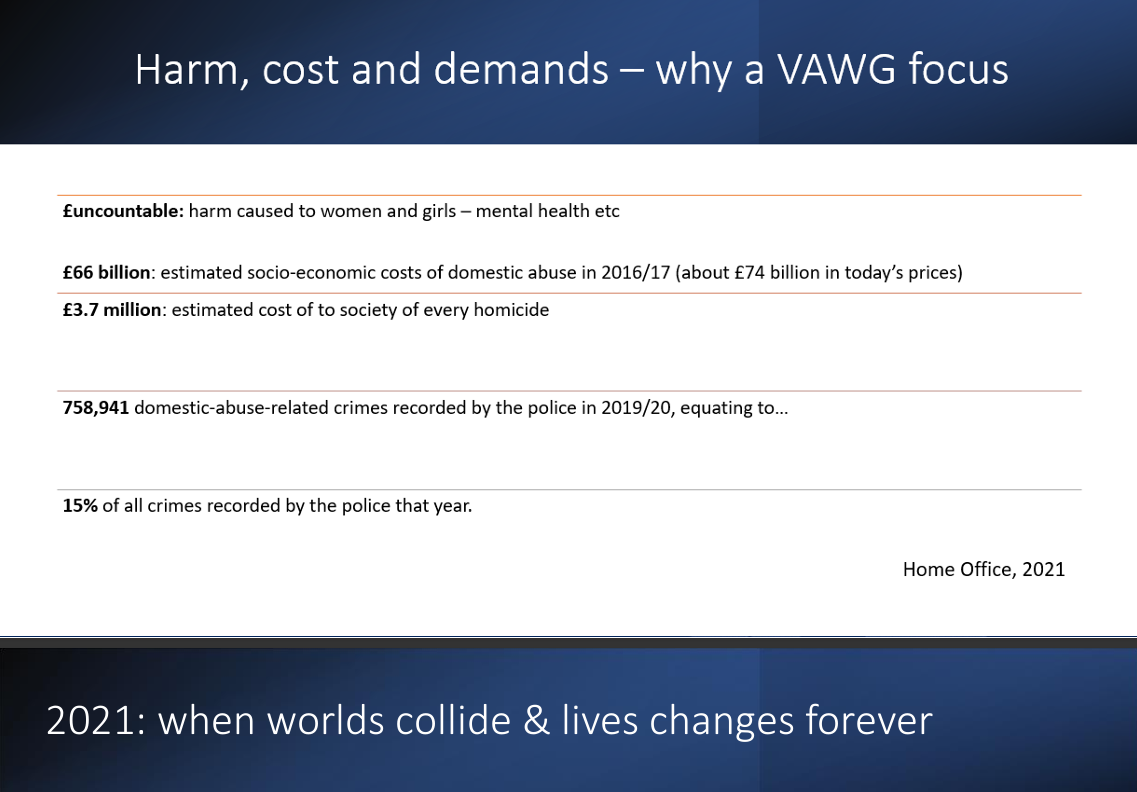 Harm, cost and demands – why a VAWG focus
£uncountable: harm caused to women and girls – mental health etc
£66 billion: estimated socio-economic costs of domestic abuse in 2016/17 (about £74 billion in today’s prices)
£3.7 million: estimated cost of to society of every homicide
758,941 domestic-abuse-related crimes recorded by the police in 2019/20, equating to…
15% of all crimes recorded by the police that year.
Home Office, 2021
2021: when worlds collide & lives changes forever